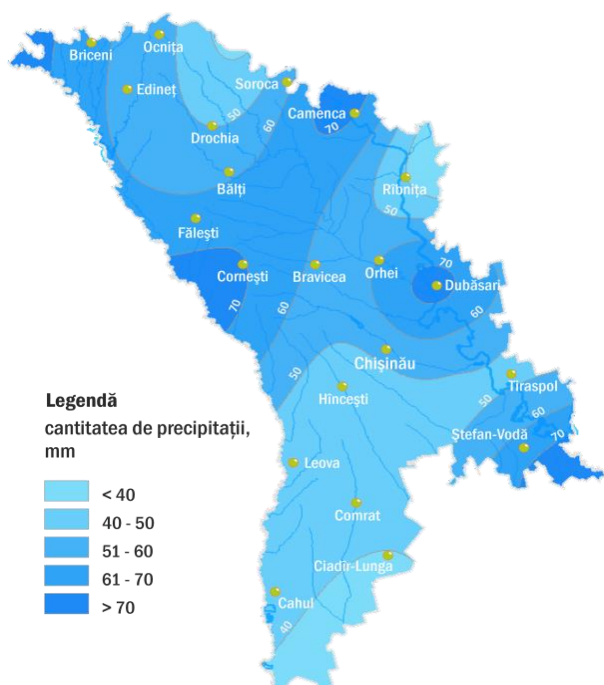 Ocnița
Briceni
Edineț
Soroca
50
Camenca
60
70
Drochia
Bălți
Rîbnița
50
Fălești
Cornești
Bravicea
Orhei
70
Dubăsari
70
60
60
50
Chișinău
Tiraspol
Hîncești
50
60
Ștefan-Vodă
70
Legendă
cantitatea de precipitații,
mm
Leova
< 40
40 - 50
Comrat
51 - 60
61 - 70
Ciadîr-Lunga
> 70
Cahul
40